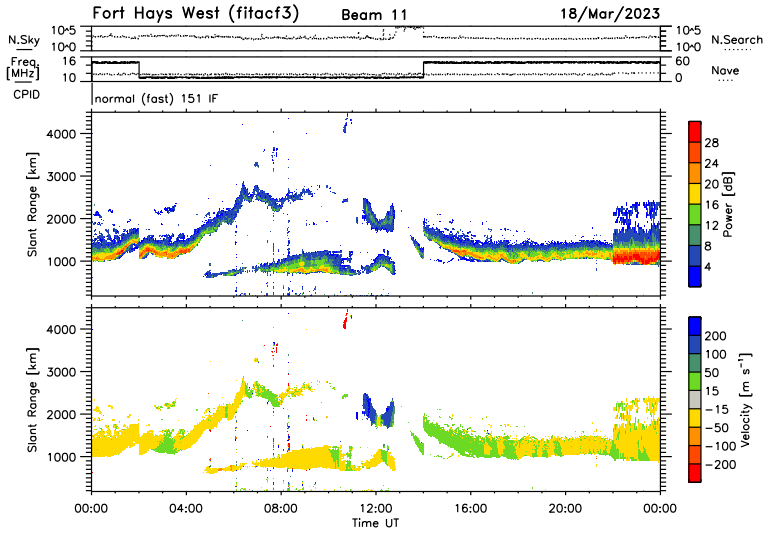 Fort Hays West (fitacf3) Beam 11 18/Mar/2023
N.Sky 10^5 10^0 10^5 10^0 N.Search
Freq. [MHz] 16 10 60 0 Nave
CPID normal (fast) 151 IF
Slant Range [km] 4000 3000 2000 1000
Power [dB] 28 24 20 16 12 8 4
Slant Range [km] 4000 3000 2000 1000
Velocity [m s⁻¹] 200 100 50 15 −15 −50 −100 −200
00:00 04:00 08:00 12:00 16:00 20:00 00:00
Time UT